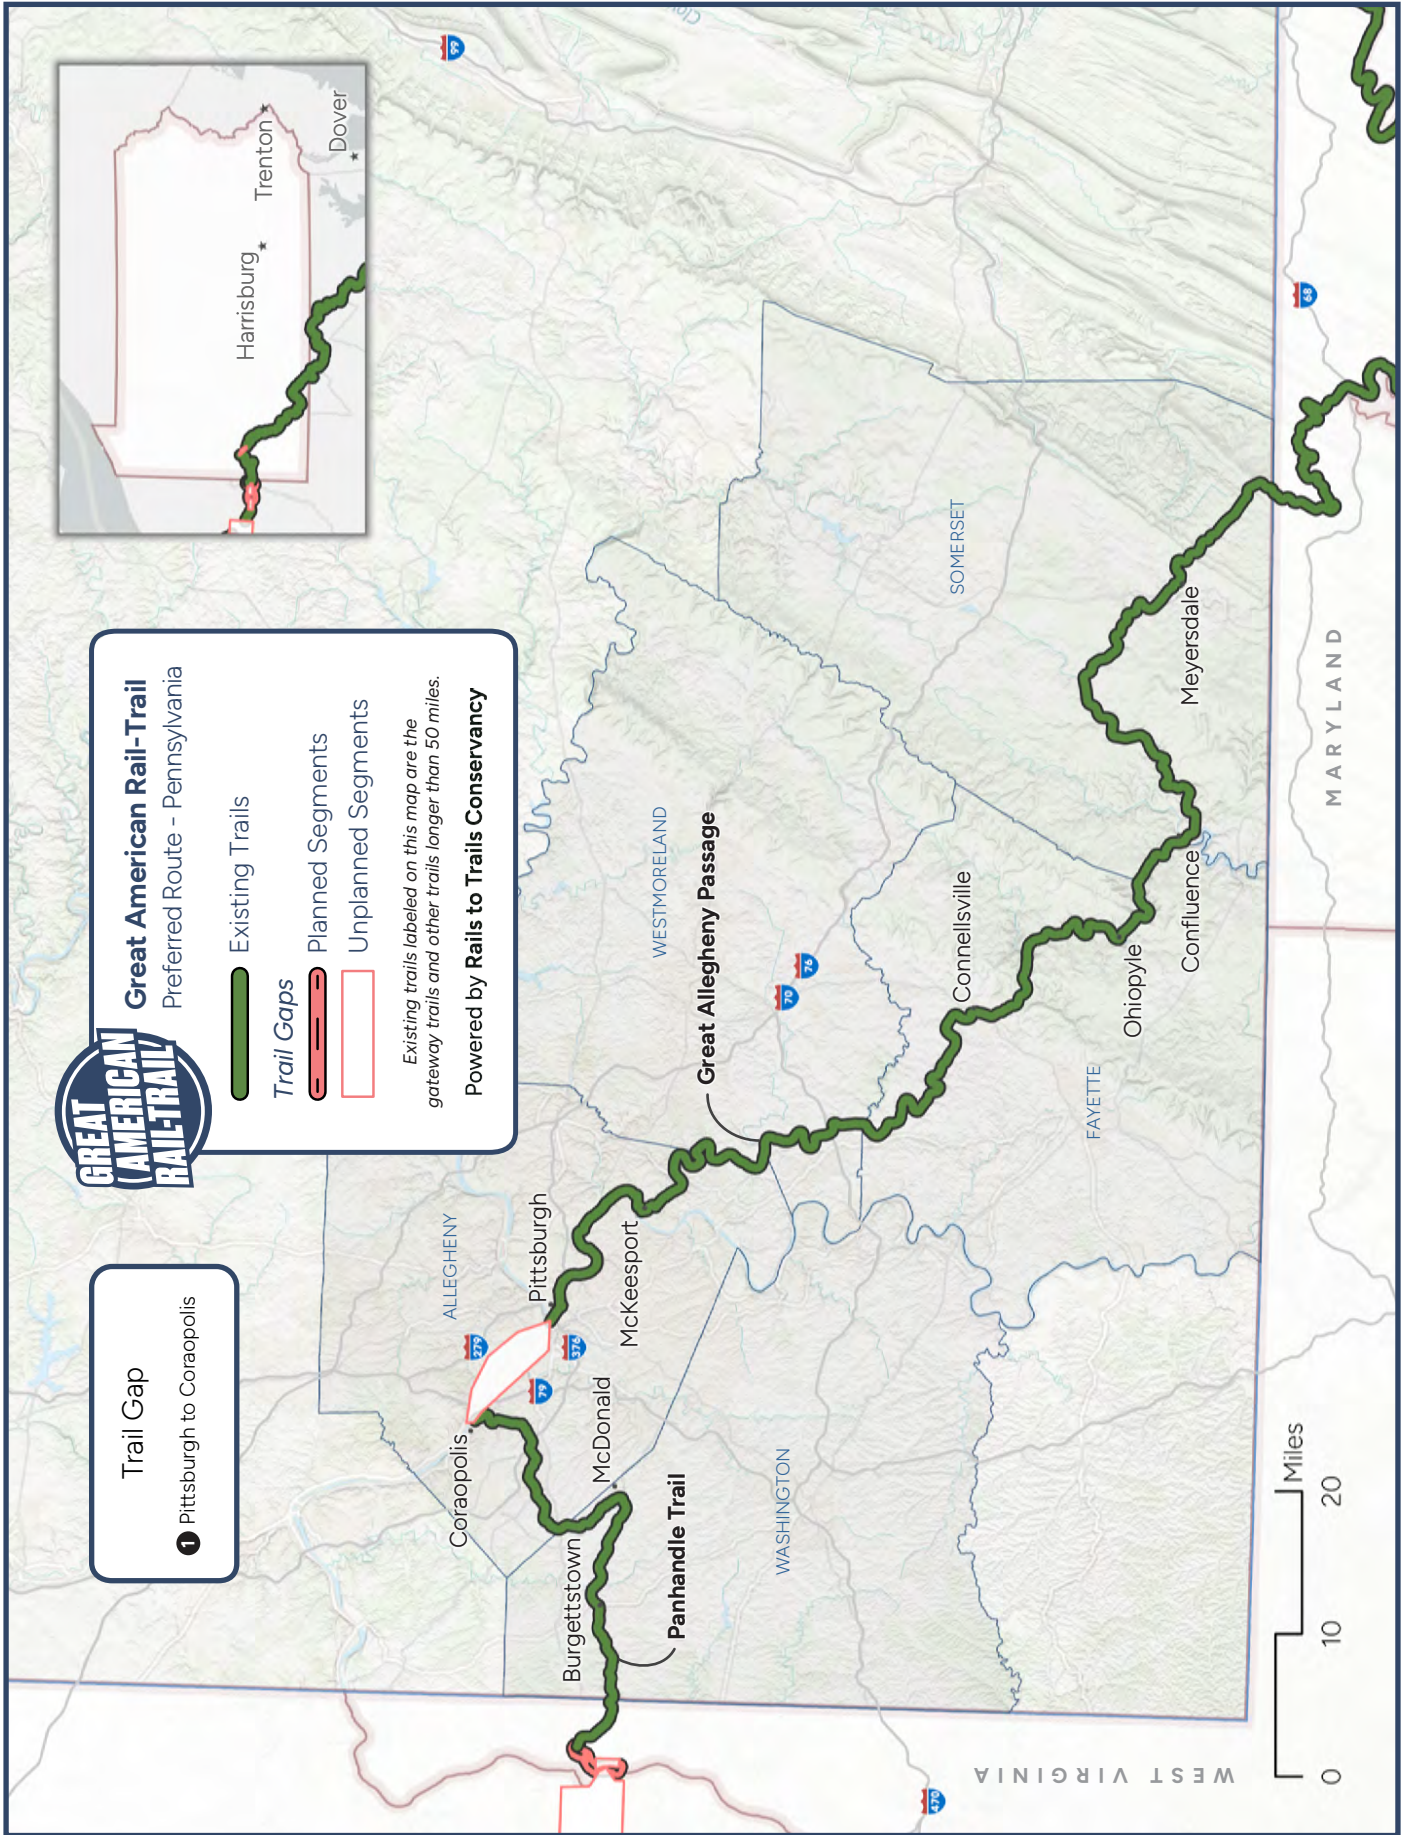 Trail Gap
1 Pittsburgh to Coraopolis
GREAT
AMERICAN
RAIL-TRAIL
Great American Rail-Trail
Preferred Route - Pennsylvania
Existing Trails
Trail Gaps
Planned Segments
Unplanned Segments
Existing trails labeled on this map are the
gateway trails and other trails longer than 50 miles.
Powered by Rails to Trails Conservancy
Harrisburg
Trenton
Dover
99
ALLEGHENY
279
Coraopolis
Pittsburgh
79
376
Burgettstown
McDonald
McKeesport
WESTMORELAND
Panhandle Trail
Great Allegheny Passage
WASHINGTON
70
76
Connellsville
SOMERSET
470
FAYETTE
Ohiopyle
Confluence
Meyersdale
WEST VIRGINIA
68
MARYLAND
Miles
0
10
20